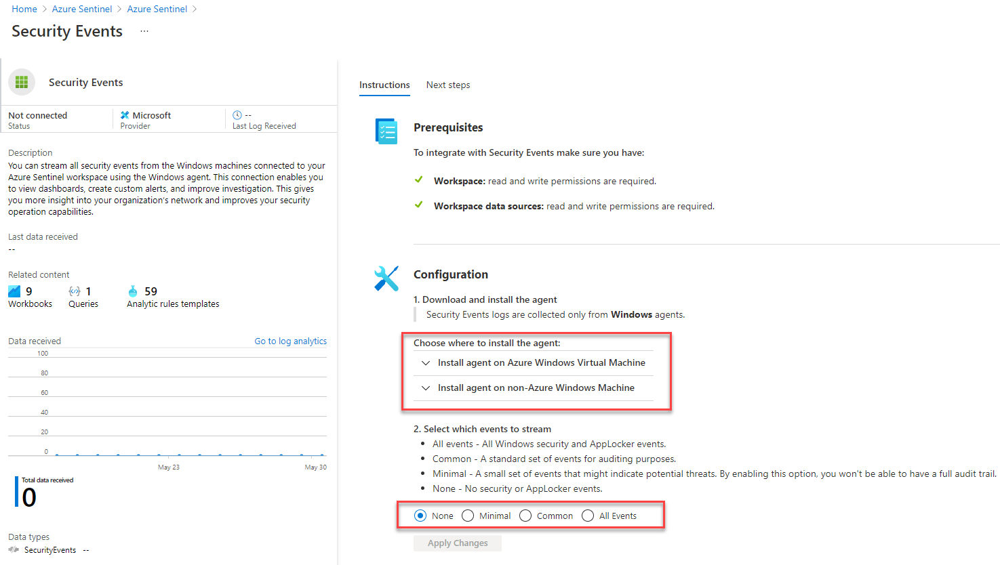 Home > Azure Sentinel > Azure Sentinel >
Security Events ...
Security Events
Not connected
Status
Microsoft
Provider
--
Last Log Received
Description
You can stream all security events from the Windows machines connected to your
Azure Sentinel workspace using the Windows agent. This connection enables you
to view dashboards, create custom alerts, and improve investigation. This gives
you more insight into your organization's network and improves your security
operation capabilities.
Last data received
--
Related content
9
Workbooks
1
Queries
59
Analytic rules templates
Data received
Go to log analytics
100
80
60
40
20
0
May 23
May 30
Total data received
0
Data types
SecurityEvents --
Instructions
Next steps
Prerequisites
To integrate with Security Events make sure you have:
Workspace: read and write permissions are required.
Workspace data sources: read and write permissions are required.
Configuration
1. Download and install the agent
Security Events logs are collected only from Windows agents.
Choose where to install the agent:
Install agent on Azure Windows Virtual Machine
Install agent on non-Azure Windows Machine
2. Select which events to stream
• All events - All Windows security and AppLocker events.
• Common - A standard set of events for auditing purposes.
• Minimal - A small set of events that might indicate potential threats. By enabling this option, you won't be able to have a full audit trail.
• None - No security or AppLocker events.
None Minimal Common All Events
Apply Changes